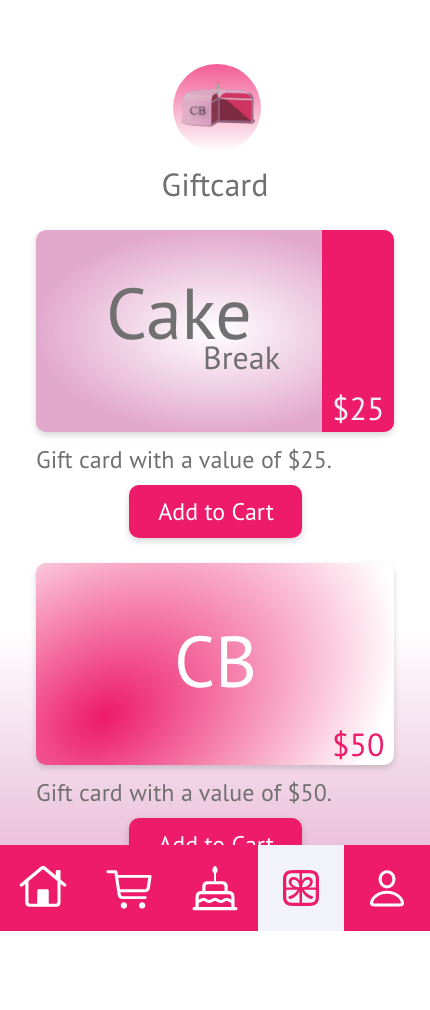 CB
Giftcard
Cake
Break
$25
Gift card with a value of $25.
Add to Cart
CB
$50
Gift card with a value of $50.
Add to Cart